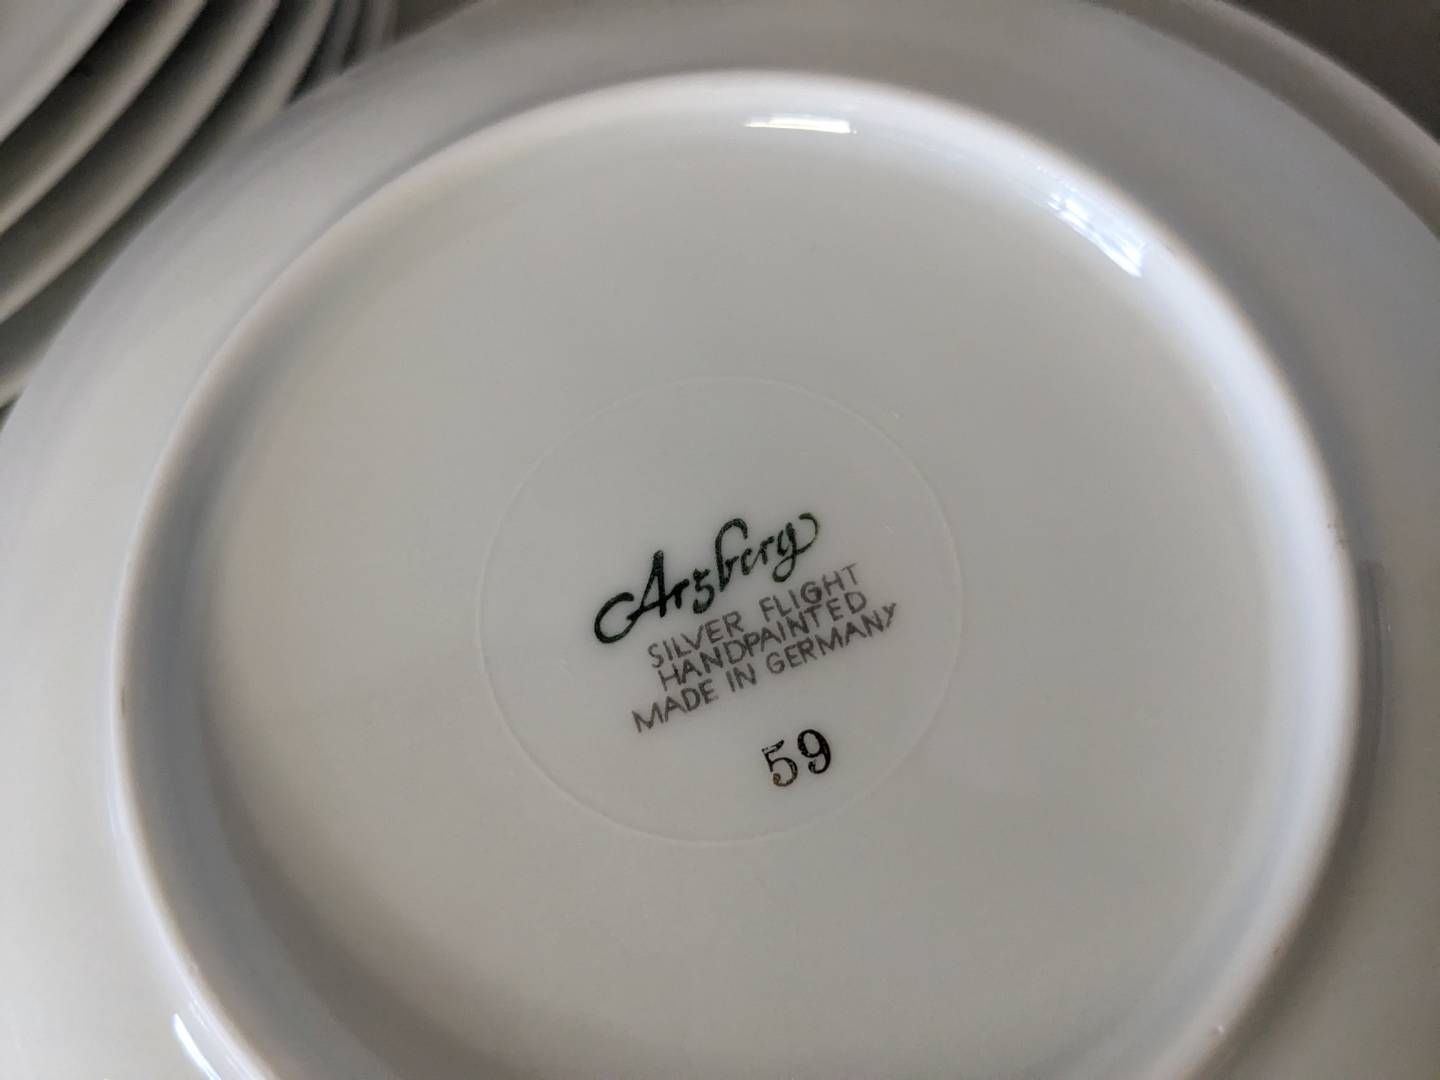 Arzberg
SILVER FLIGHT
HANDPAINTED
MADE IN GERMANY
59